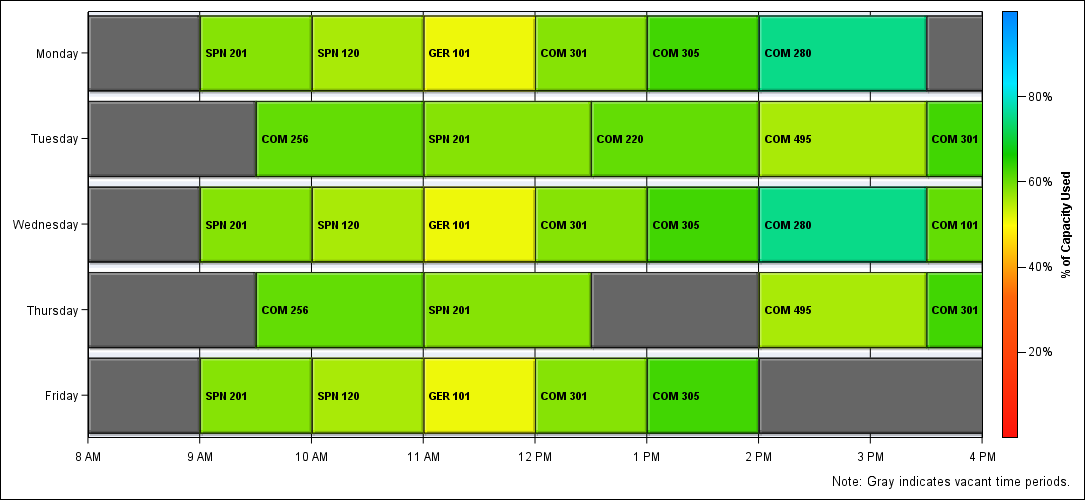 Monday SPN 201 SPN 120 GER 101 COM 301 COM 305 COM 280
80%
Tuesday COM 256 SPN 201 COM 220 COM 495 COM 301
60%
Wednesday SPN 201 SPN 120 GER 101 COM 301 COM 305 COM 280 COM 101
% of Capacity Used
40%
Thursday COM 256 SPN 201 COM 495 COM 301
20%
Friday SPN 201 SPN 120 GER 101 COM 301 COM 305
8 AM 9 AM 10 AM 11 AM 12 PM 1 PM 2 PM 3 PM 4 PM
Note: Gray indicates vacant time periods.